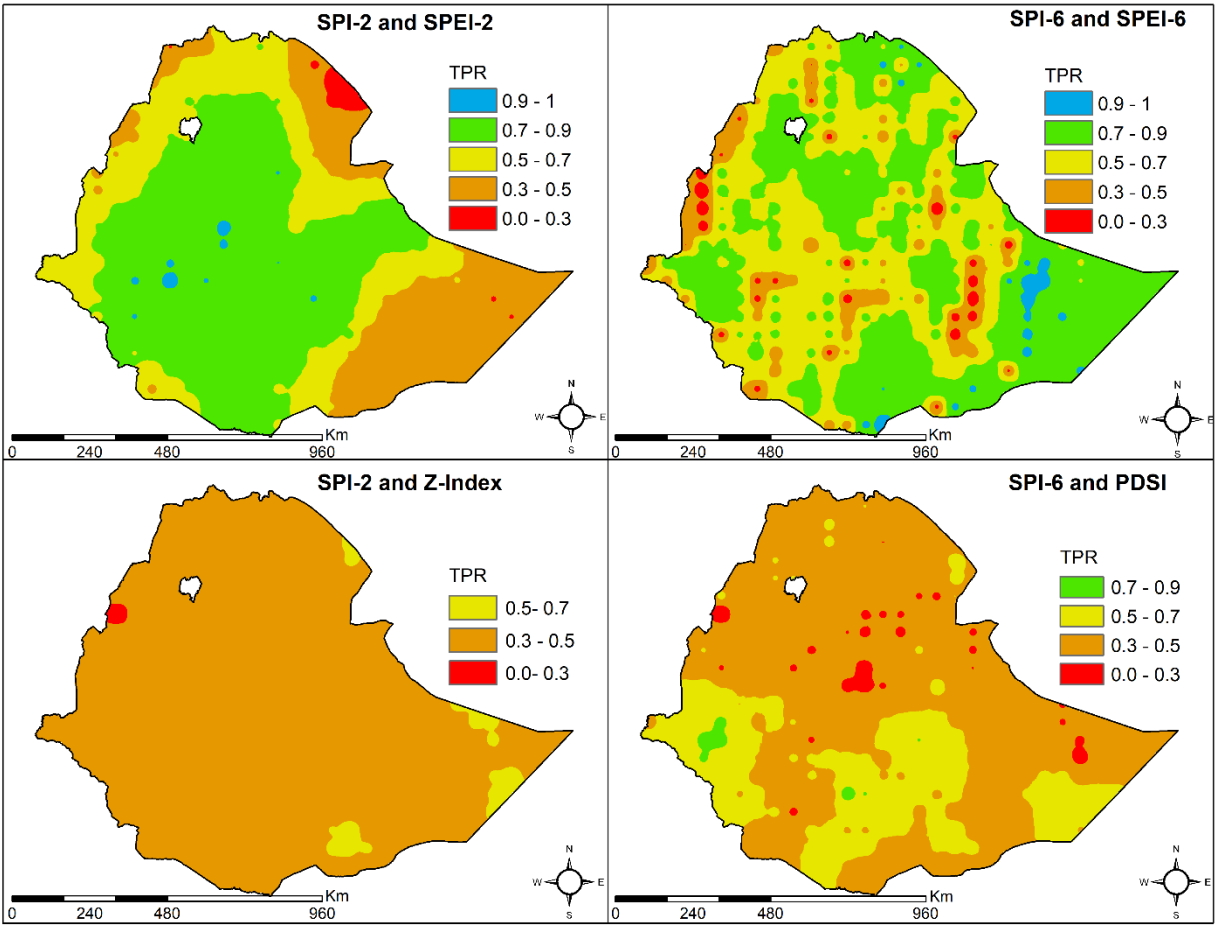 SPI-2 and SPEI-2
TPR
0.9 - 1
0.7 - 0.9
0.5 - 0.7
0.3 - 0.5
0.0 - 0.3
N
W E
S
Km
0 240 480 960
SPI-6 and SPEI-6
TPR
0.9 - 1
0.7 - 0.9
0.5 - 0.7
0.3 - 0.5
0.0 - 0.3
N
W E
S
Km
0 240 480 960
SPI-2 and Z-Index
TPR
0.5- 0.7
0.3 - 0.5
0.0- 0.3
N
W E
S
Km
0 240 480 960
SPI-6 and PDSI
TPR
0.7 - 0.9
0.5 - 0.7
0.3 - 0.5
0.0 - 0.3
N
W E
S
Km
0 240 480 960